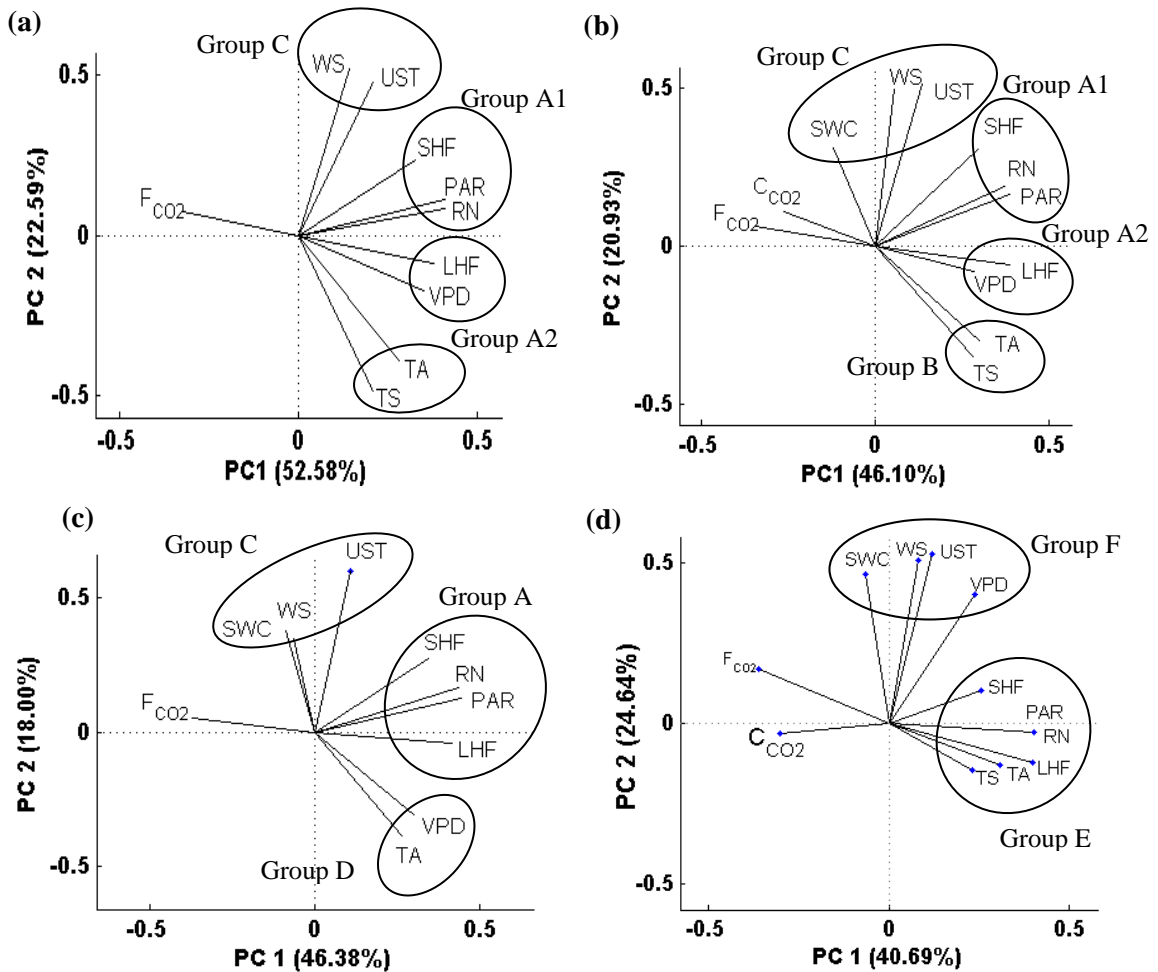 (a)
Group C
WS
UST
Group A1
SHF
PAR
RN
F CO2
LHF
VPD
Group A2
TA
TS
0.5
0
-0.5
-0.5
0
0.5
PC 2 (22.59%)
PC1 (52.58%)
(b)
Group C
WS
UST
Group A1
SWC
SHF
RN
PAR
C CO2
F CO2
Group A2
LHF
VPD
TA
TS
Group B
0.5
0
-0.5
-0.5
0
0.5
PC 2 (20.93%)
PC1 (46.10%)
(c)
Group C
UST
WS
SWC
Group A
SHF
RN
PAR
LHF
F CO2
VPD
TA
Group D
0.5
0
-0.5
-0.5
0
0.5
PC 2 (18.00%)
PC 1 (46.38%)
(d)
Group F
SWC
WS
UST
VPD
F CO2
SHF
PAR
RN
C CO2
LHF
TA
TS
Group E
0.5
0
-0.5
-0.5
0
0.5
PC 2 (24.64%)
PC 1 (40.69%)